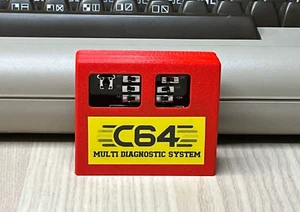 C64
MULTI DIAGNOSTIC SYSTEM